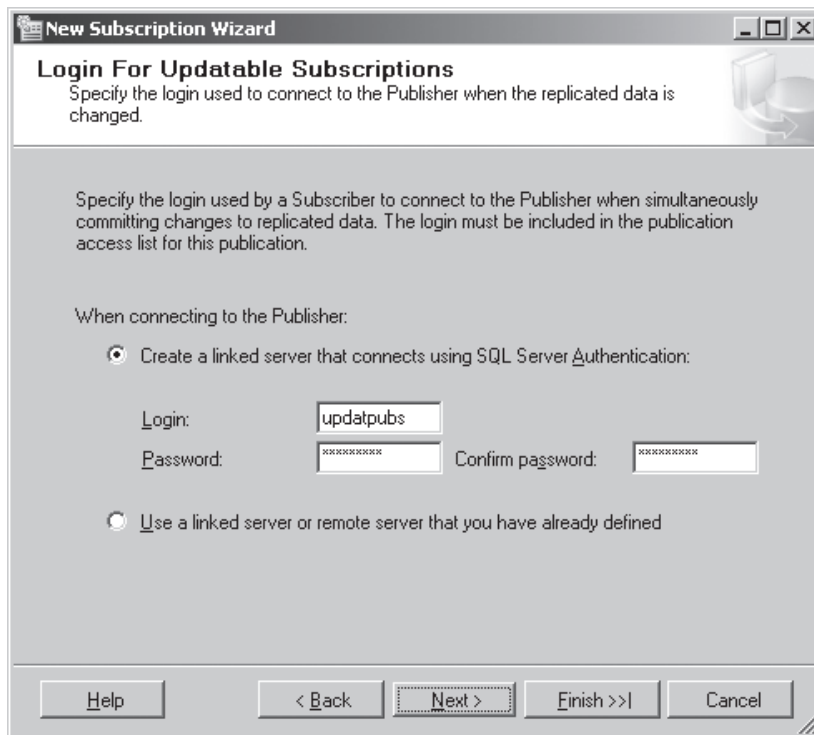 New Subscription Wizard
Login For Updatable Subscriptions
Specify the login used to connect to the Publisher when the replicated data is
changed.
Specify the login used by a Subscriber to connect to the Publisher when simultaneously
committing changes to replicated data. The login must be included in the publication
access list for this publication.
When connecting to the Publisher:
Create a linked server that connects using SQL Server Authentication:
Login: updatpubs
Password: xxxxxxxxx Confirm password: xxxxxxxxx
Use a linked server or remote server that you have already defined
Help < Back Next > Finish >>| Cancel